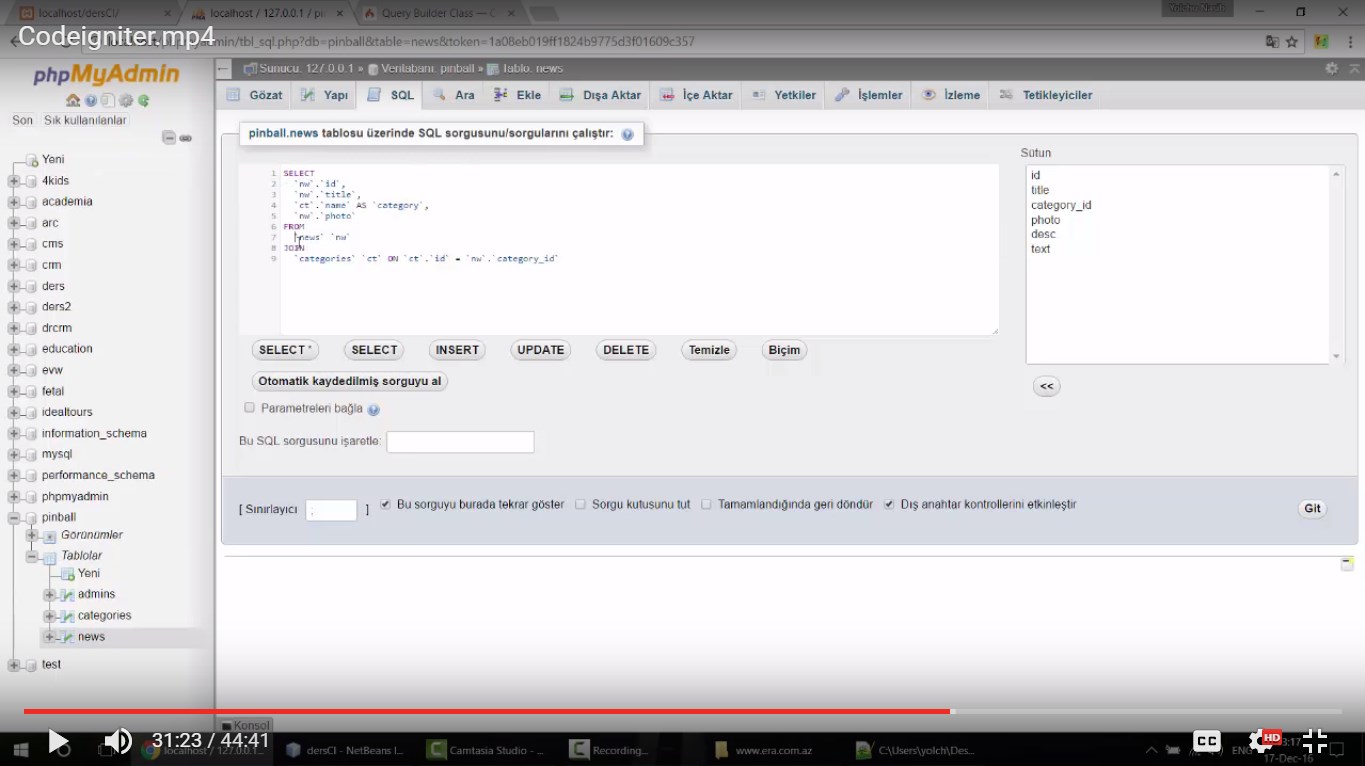 localhost/dersCI/
localhost / 127.0.0.1 / pin
Query Builder Class — C
Codeigniter.mp4
min/tbl_sql.php?db=pinball&table=news&token=1a08eb019ff1824b9775d3f01609c357
phpMyAdmin
Son Sık kullanılanlar
Yeni
4kids
academia
arc
cms
crm
ders
ders2
drcrm
education
evw
fetal
idealtours
information_schema
mysql
performance_schema
phpmyadmin
pinball
Görünümler
Tablolar
Yeni
admins
categories
news
test
Sunucu: 127.0.0.1 » Veritabanı: pinball » Tablo: news
Gözat Yapı SQL Ara Ekle Dışa Aktar İçe Aktar Yetkiler İşlemler İzleme Tetikleyiciler
pinball.news tablosu üzerinde SQL sorgusunu/sorgularını çalıştır:
1 SELECT
2 `nw`.`id`,
3 `nw`.`title`,
4 `ct`.`name` AS `category`,
5 `nw`.`photo`
6 FROM
7 `news` `nw`
8 JOIN
9 `categories` `ct` ON `ct`.`id` = `nw`.`category_id`
Sütun
id
title
category_id
photo
desc
text
<<
SELECT * SELECT INSERT UPDATE DELETE Temizle Biçim
Otomatik kaydedilmiş sorguyu al
Parametreleri bağla
Bu SQL sorgusunu işaretle:
[ Sınırlayıcı ; ] Bu sorguyu burada tekrar göster Sorgu kutusunu tut Tamamlandığında geri döndür Dış anahtar kontrollerini etkinleştir Git
Konsol
31:23 / 44:41
localhost / 127.0.0.1
dersCI - NetBeans I...
Camtasia Studio - ...
Recording...
www.era.com.az
C:\Users\yolch\Des...
CC
ENG
HD
3:17
17-Dec-16